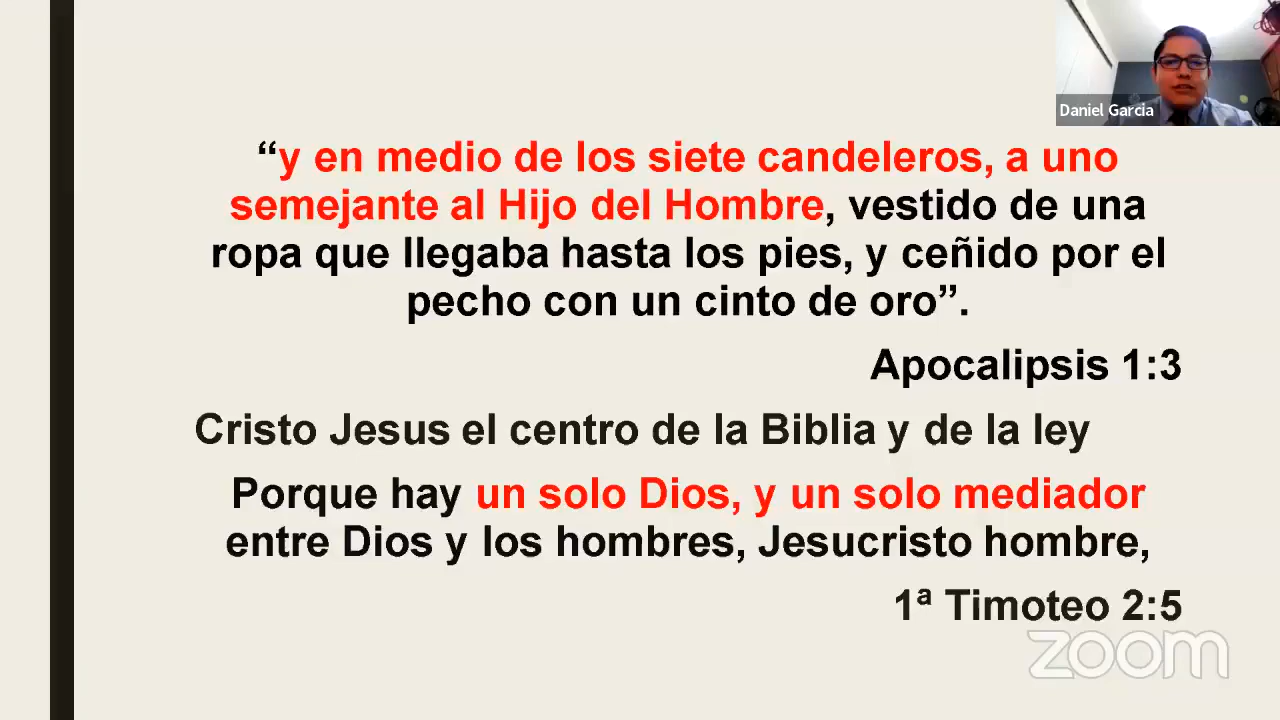 Daniel Garcia
“y en medio de los siete candeleros, a uno
semejante al Hijo del Hombre, vestido de una
ropa que llegaba hasta los pies, y ceñido por el
pecho con un cinto de oro”.
Apocalipsis 1:3
Cristo Jesus el centro de la Biblia y de la ley
Porque hay un solo Dios, y un solo mediador
entre Dios y los hombres, Jesucristo hombre,
1ª Timoteo 2:5
zoom